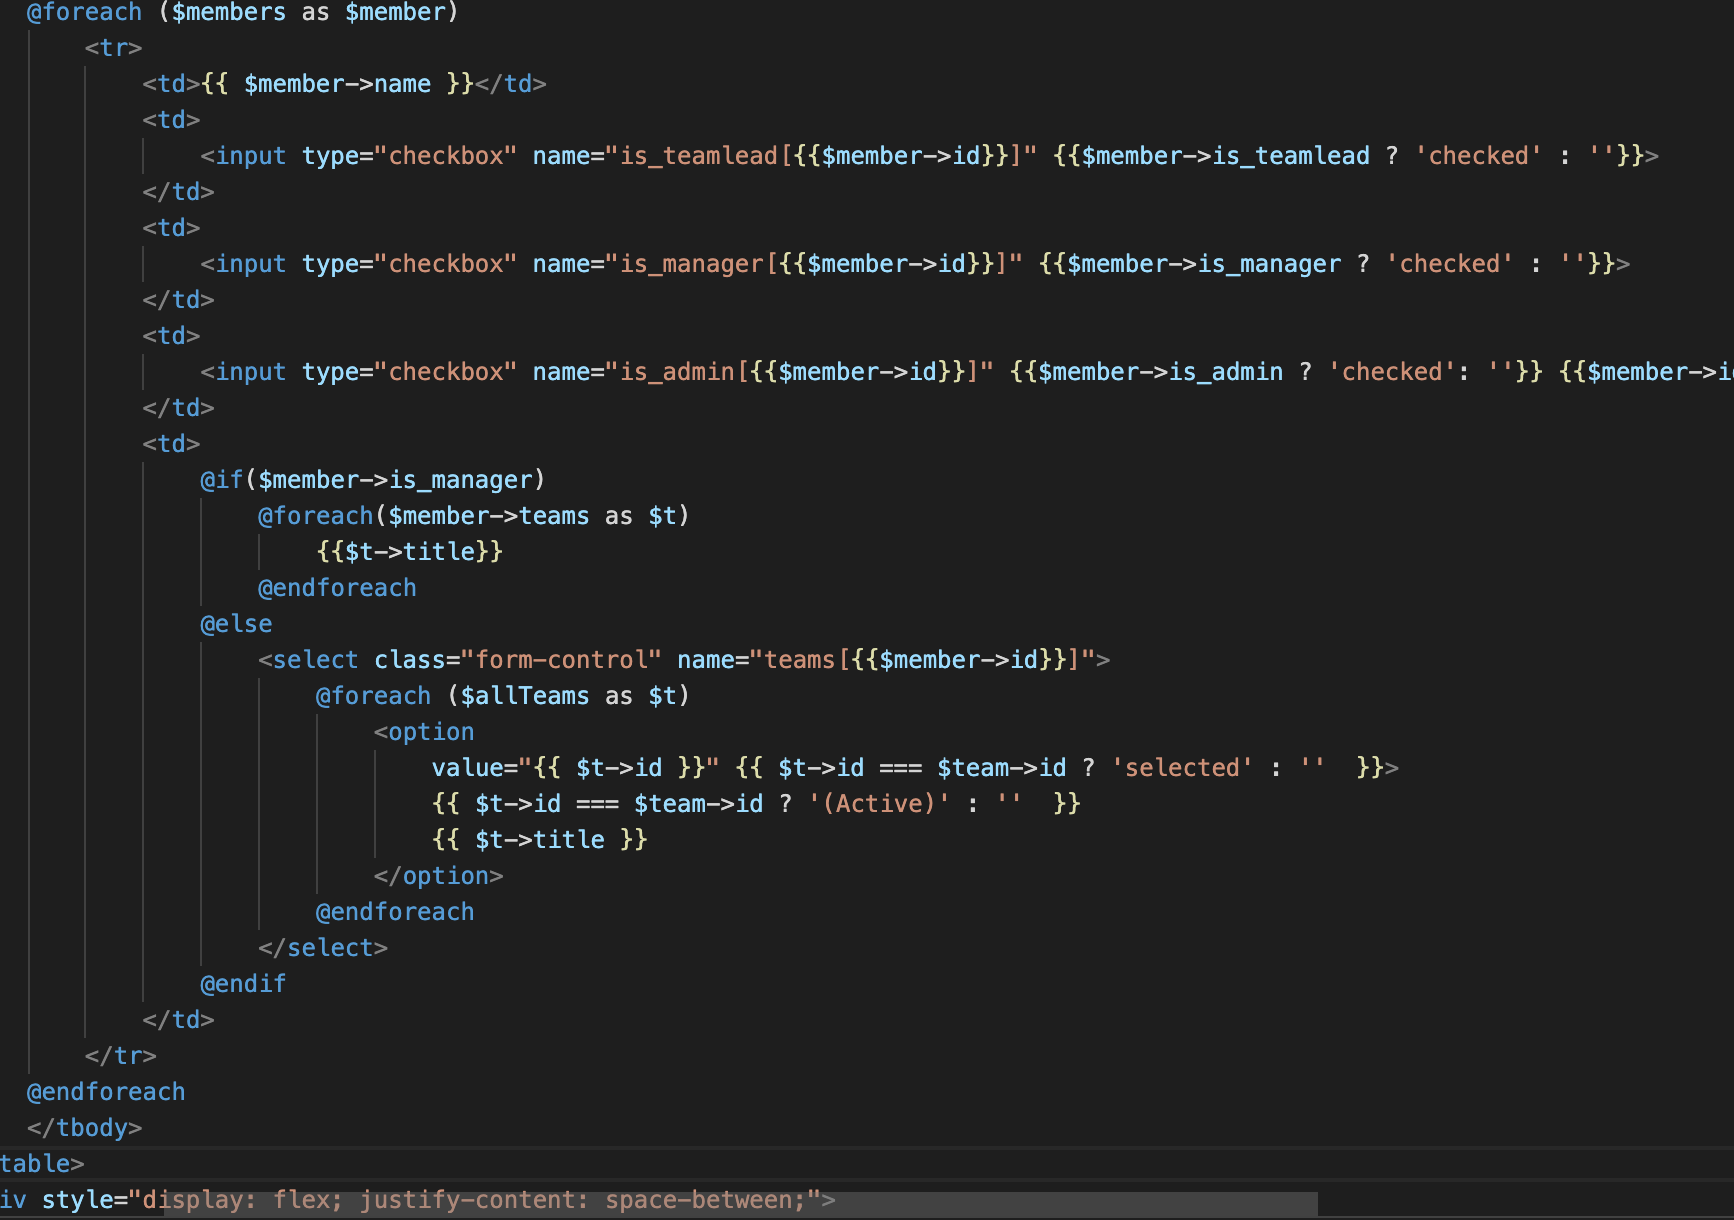 @foreach ($members as $member)
<tr>
<td>{{ $member->name }}</td>
<td>
<input type="checkbox" name="is_teamlead[{{$member->id}}]" {{$member->is_teamlead ? 'checked' : ''}}>
</td>
<td>
<input type="checkbox" name="is_manager[{{$member->id}}]" {{$member->is_manager ? 'checked' : ''}}>
</td>
<td>
<input type="checkbox" name="is_admin[{{$member->id}}]" {{$member->is_admin ? 'checked': ''}} {{$member->i
</td>
<td>
@if($member->is_manager)
@foreach($member->teams as $t)
{{$t->title}}
@endforeach
@else
<select class="form-control" name="teams[{{$member->id}}]">
@foreach ($allTeams as $t)
<option
value="{{ $t->id }}" {{ $t->id === $team->id ? 'selected' : ''  }}>
{{ $t->id === $team->id ? '(Active)' : ''  }}
{{ $t->title }}
</option>
@endforeach
</select>
@endif
</td>
</tr>
@endforeach
</tbody>
table>
iv style="display: flex; justify-content: space-between;">